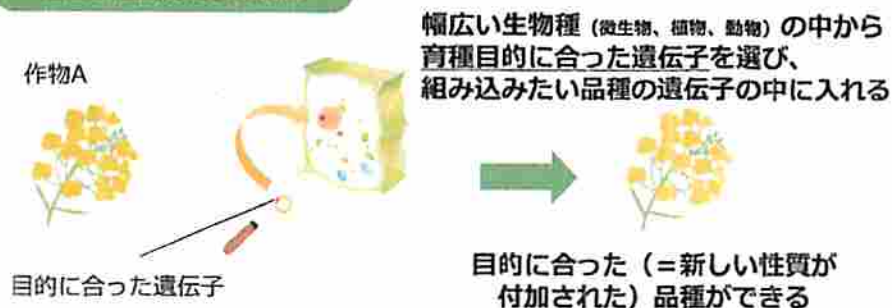 幅広い生物種 (微生物、植物、動物) の中から
育種目的に合った遺伝子を選び、
組み込みたい品種の遺伝子の中に入れる
作物A
目的に合った遺伝子
目的に合った（＝新しい性質が
付加された）品種ができる